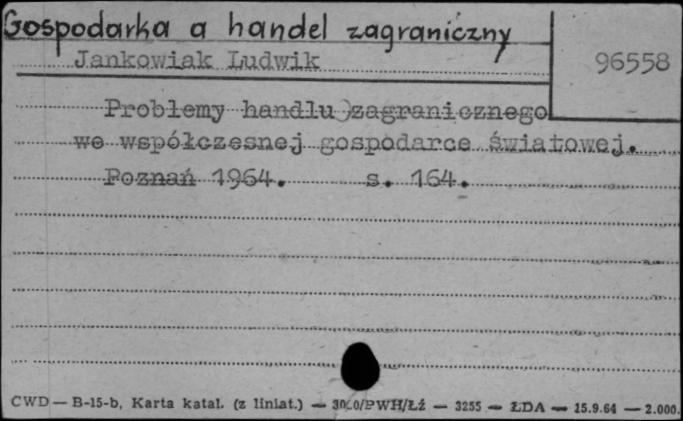 Gospodarka a handel zagraniczny
Jankowiak Ludwik
96558
Problemy handlu zagranicznego
we współczesnej gospodarce światowej.
Poznań 1964. s. 164.
CWD — B-15-b, Karta katal. (z liniat.) — /PWH/Łź — 3255 — ŁDA — 15.9.64 — 2.000.